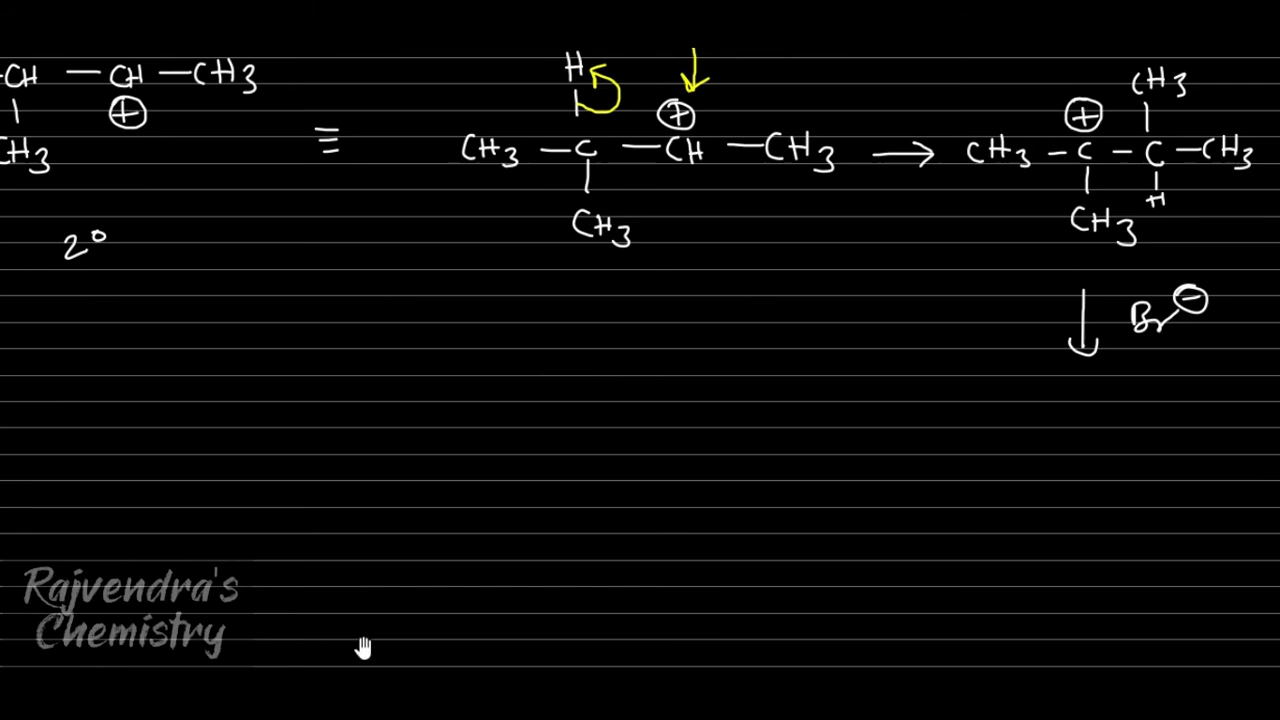 H CH3
CH — CH — CH3 ⊕ ⊕
≡ CH3 — C — CH — CH3 → CH3 — C — C — CH3
CH3 ⊕ H
CH3 CH3
2°
↓ Br ⊖
Rajvendra's
Chemistry